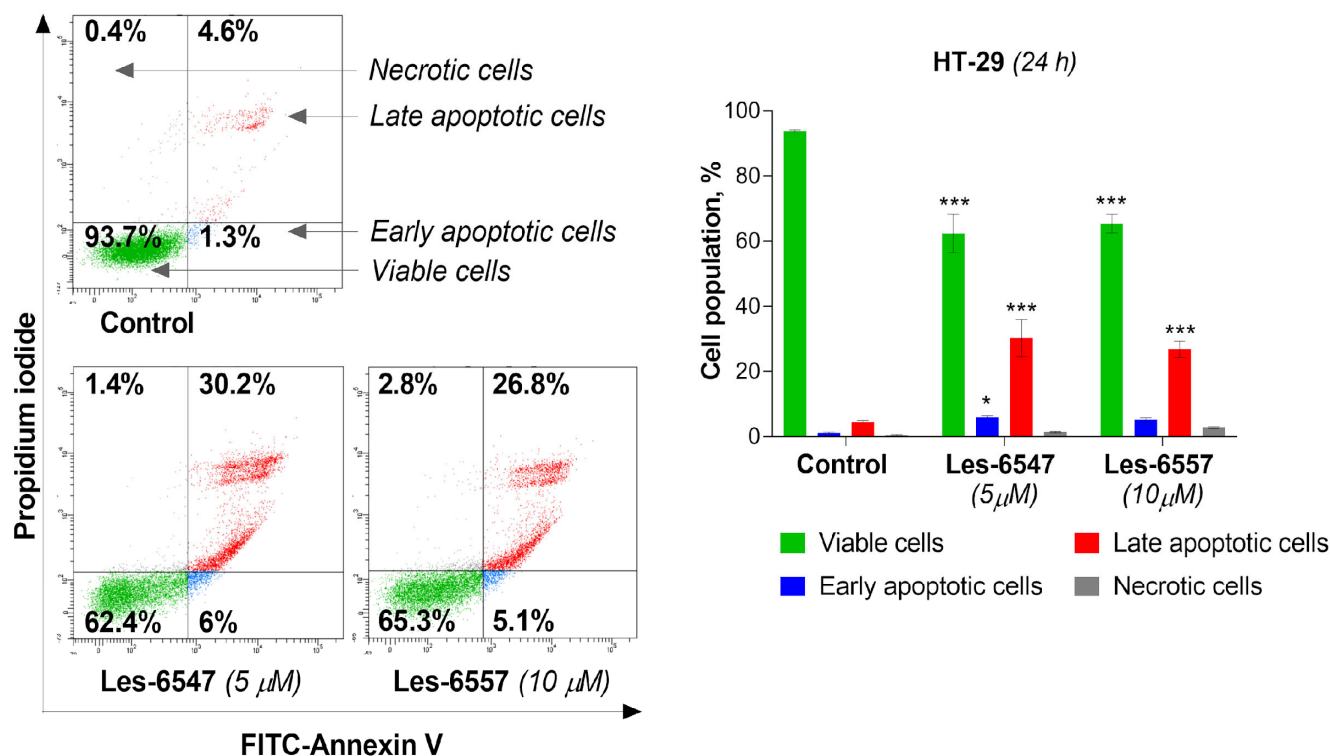 0.4% 4.6%
Necrotic cells
Late apoptotic cells
93.7% 1.3%
Early apoptotic cells
Viable cells
Control
Propidium iodide
1.4% 30.2%
62.4% 6%
Les-6547 (5 μM)
2.8% 26.8%
65.3% 5.1%
Les-6557 (10 μM)
FITC-Annexin V
HT-29 (24 h)
Cell population, %
100
80
60
40
20
0
***
***
*
***
***
Control
Les-6547
(5μM)
Les-6557
(10μM)
Viable cells
Late apoptotic cells
Early apoptotic cells
Necrotic cells